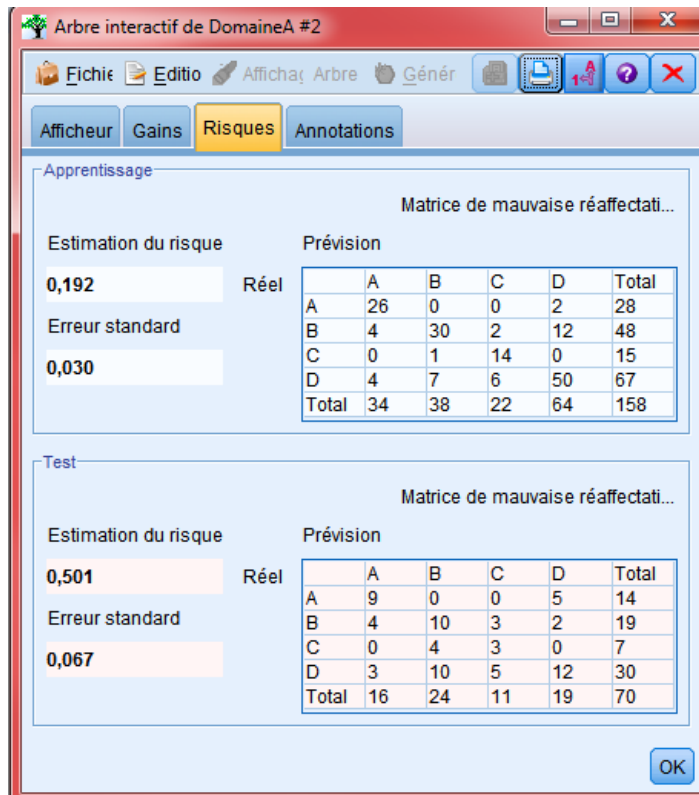 Arbre interactif de DomaineA #2
Fichie Editio Affichaç Arbre Génér
Afficheur Gains Risques Annotations
Apprentissage
Matrice de mauvaise réaffectati...
Estimation du risque Prévision
0,192 Réel
A B C D Total
A 26 0 0 2 28
Erreur standard
B 4 30 2 12 48
0,030
C 0 1 14 0 15
D 4 7 6 50 67
Total 34 38 22 64 158
Test
Matrice de mauvaise réaffectati...
Estimation du risque Prévision
0,501 Réel
A B C D Total
A 9 0 0 5 14
Erreur standard
B 4 10 3 2 19
0,067
C 0 4 3 0 7
D 3 10 5 12 30
Total 16 24 11 19 70
OK